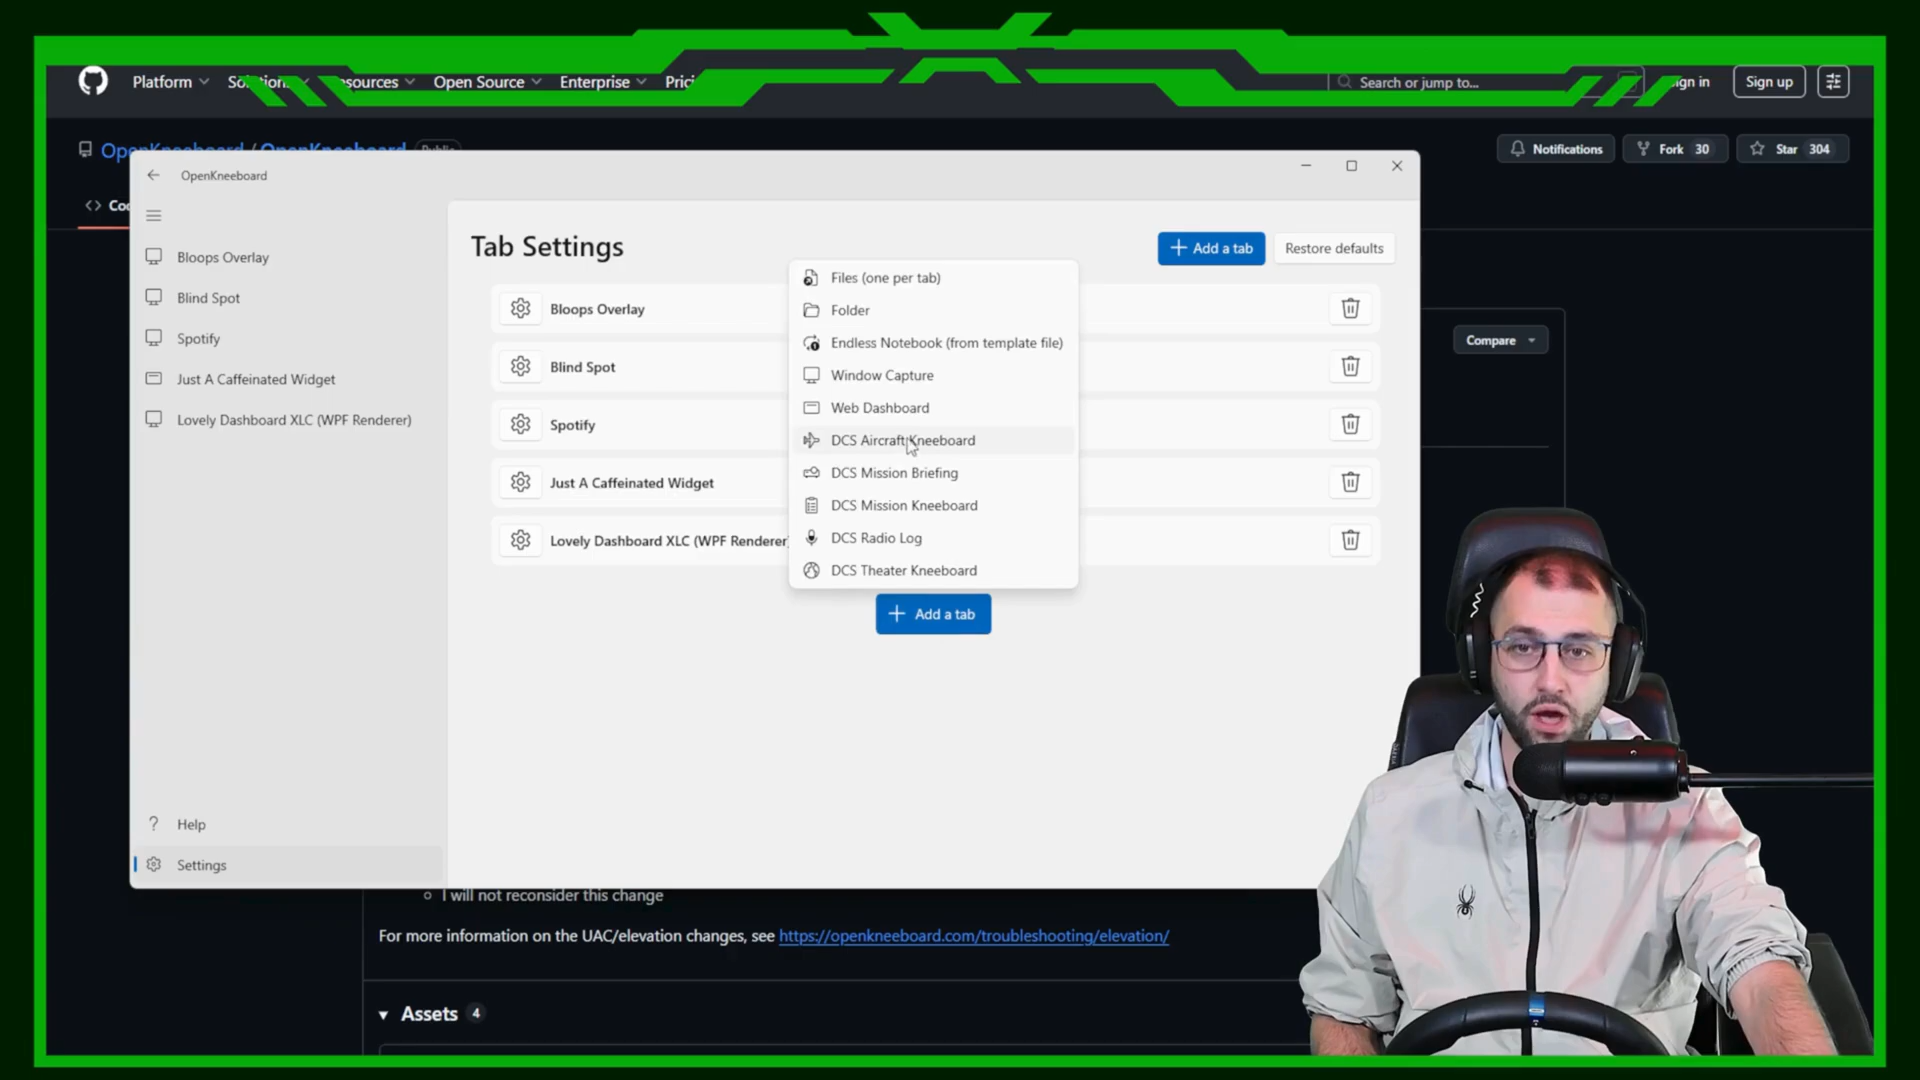 Platform
Open Source
Enterprise
Search or jump to...
Sign up
OpenKneeboard / OpenKneeboard Public
Notifications
Fork 30
Star 304
OpenKneeboard
Bloops Overlay
Blind Spot
Spotify
Just A Caffeinated Widget
Lovely Dashboard XLC (WPF Renderer)
Help
Settings
Tab Settings
Add a tab
Restore defaults
Bloops Overlay
Blind Spot
Spotify
Just A Caffeinated Widget
Lovely Dashboard XLC (WPF Renderer)
Files (one per tab)
Folder
Endless Notebook (from template file)
Window Capture
Web Dashboard
DCS Aircraft Kneeboard
DCS Mission Briefing
DCS Mission Kneeboard
DCS Radio Log
DCS Theater Kneeboard
Add a tab
Compare
I will not reconsider this change
For more information on the UAC/elevation changes, see https://openkneeboard.com/troubleshooting/elevation/
Assets 4